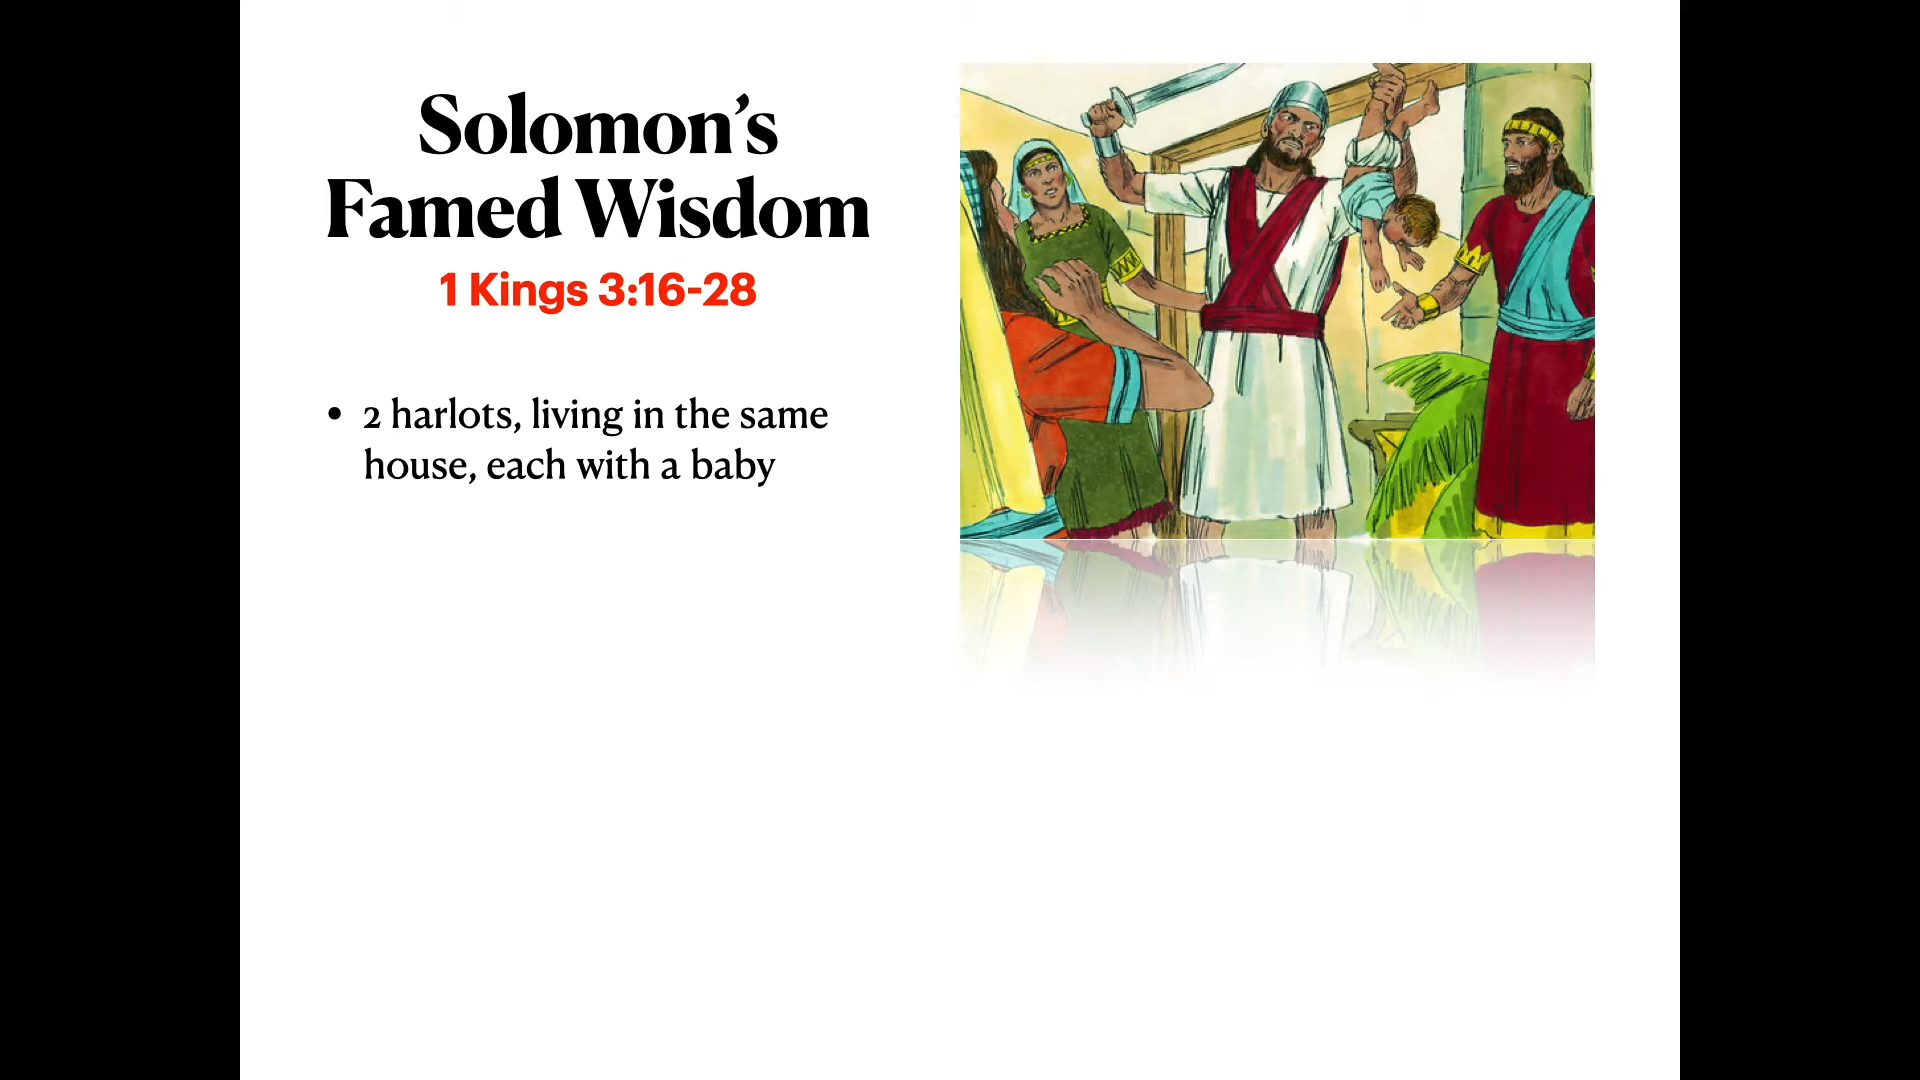 Solomon’s
Famed Wisdom
1 Kings 3:16-28
• 2 harlots, living in the same
house, each with a baby